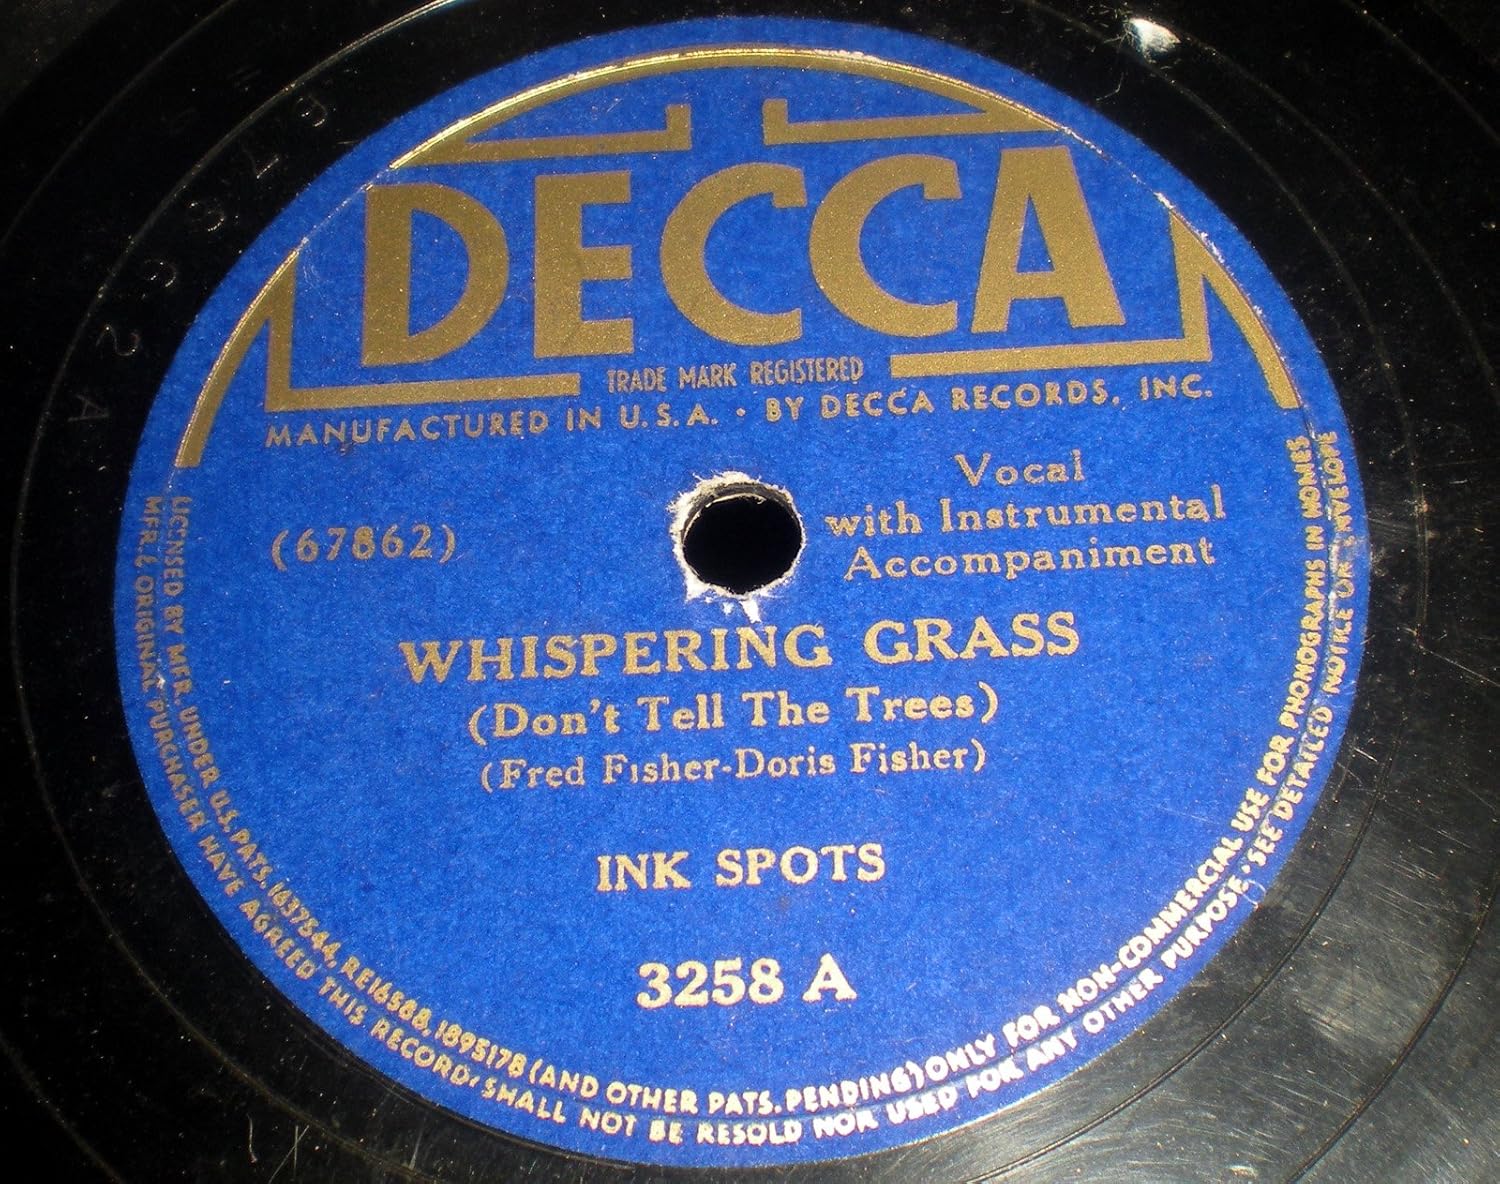 DECCA
TRADE MARK REGISTERED
MANUFACTURED IN U.S.A. • BY DECCA RECORDS, INC.
Vocal
with Instrumental
Accompaniment
(67862)
WHISPERING GRASS
(Don't Tell The Trees)
(Fred Fisher-Doris Fisher)
INK SPOTS
3258 A
LICENSED BY MFR. UNDER U.S. PATS. 1637544, RE16588, 1895178 (AND OTHER PATS. PENDING) ONLY FOR NON-COMMERCIAL USE FOR PHONOGRAPHS IN HOMES
MFR. & ORIGINAL PURCHASER HAVE AGREED THIS RECORD SHALL NOT BE RESOLD NOR USED FOR ANY OTHER PURPOSE • SEE DETAILED NOTICE OR ENVELOPE